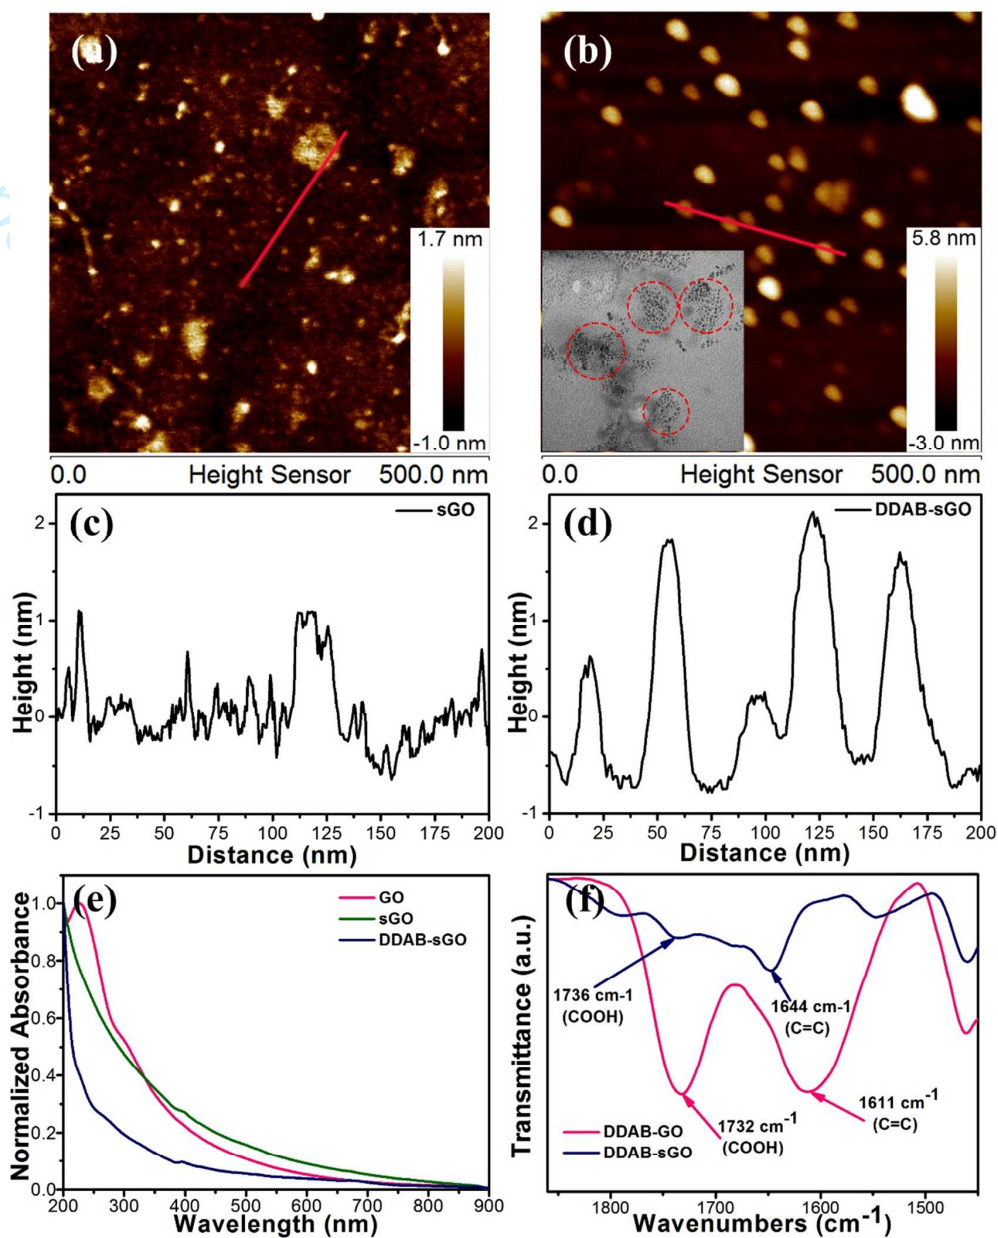 (a)
(b)
1.7 nm
-1.0 nm
5.8 nm
-3.0 nm
0.0 Height Sensor 500.0 nm
0.0 Height Sensor 500.0 nm
(c)
sGO
2
1
0
-1
Height (nm)
0 25 50 75 100 125 150 175 200
Distance (nm)
(d)
DDAB-sGO
2
1
0
-1
Height (nm)
0 25 50 75 100 125 150 175 200
Distance (nm)
(e)
GO
sGO
DDAB-sGO
1.0
0.8
0.6
0.4
0.2
0.0
Normalized Absorbance
200 300 400 500 600 700 800 900
Wavelength (nm)
(f)
Transmittance (a.u.)
1736 cm-1
(COOH)
1644 cm-1
(C=C)
1732 cm-1
(COOH)
1611 cm-1
(C=C)
DDAB-GO
DDAB-sGO
1800 1700 1600 1500
Wavenumbers (cm-1)